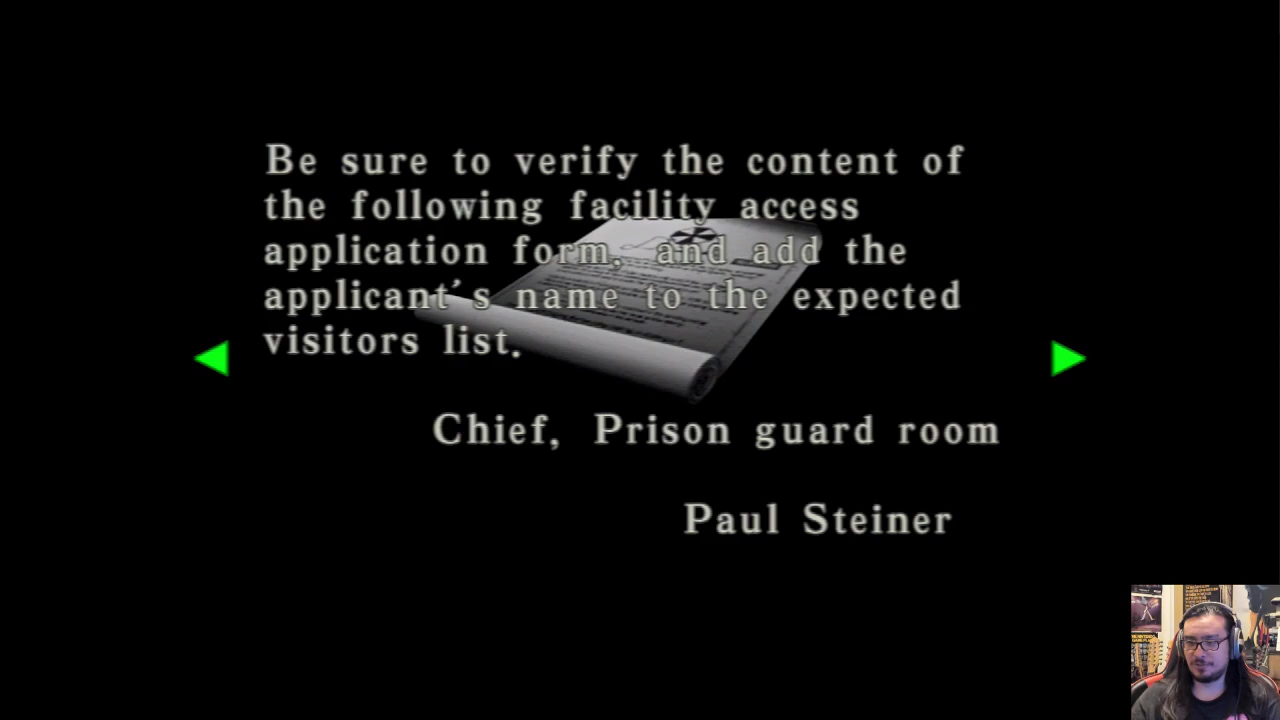 Be sure to verify the content of
the following facility access
application form, and add the
applicant's name to the expected
visitors list.
Chief, Prison guard room
Paul Steiner